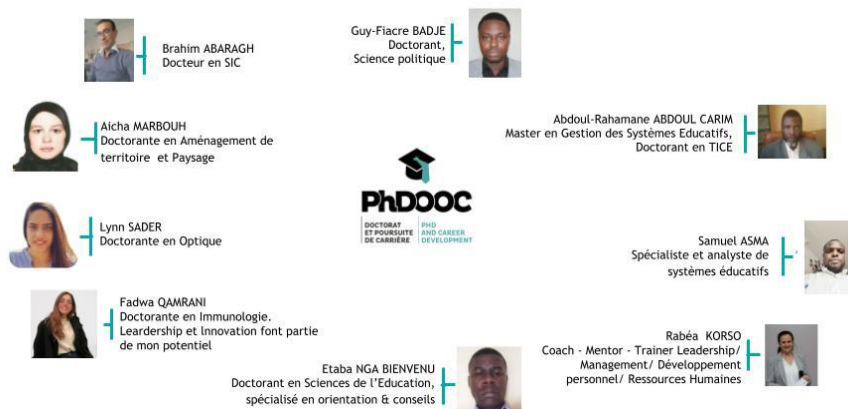 Brahim ABARAGH
Docteur en SIC
Guy-Fiacre BADJE
Doctorant,
Science politique
Aicha MARBOUH
Doctorante en Aménagement de
territoire et Paysage
Abdoul-Rahamane ABDOUL CARIM
Master en Gestion des Systèmes Educatifs,
Doctorant en TICE
PhDOOC
DOCTORAT
ET POURSUITE
DE CARRIÈRE
PHD
AND CAREER
DEVELOPMENT
Lynn SADER
Doctorante en Optique
Samuel ASMA
Spécialiste et analyste de
systèmes éducatifs
Fadwa QAMRANI
Doctorante en Immunologie.
Leardership et Innovation font partie
de mon potentiel
Rabéa KORSO
Coach - Mentor - Trainer Leadership/
Management/ Développement
personnel/ Ressources Humaines
Etaba NGA BIENVENU
Doctorant en Sciences de l'Education,
spécialisé en orientation & conseils